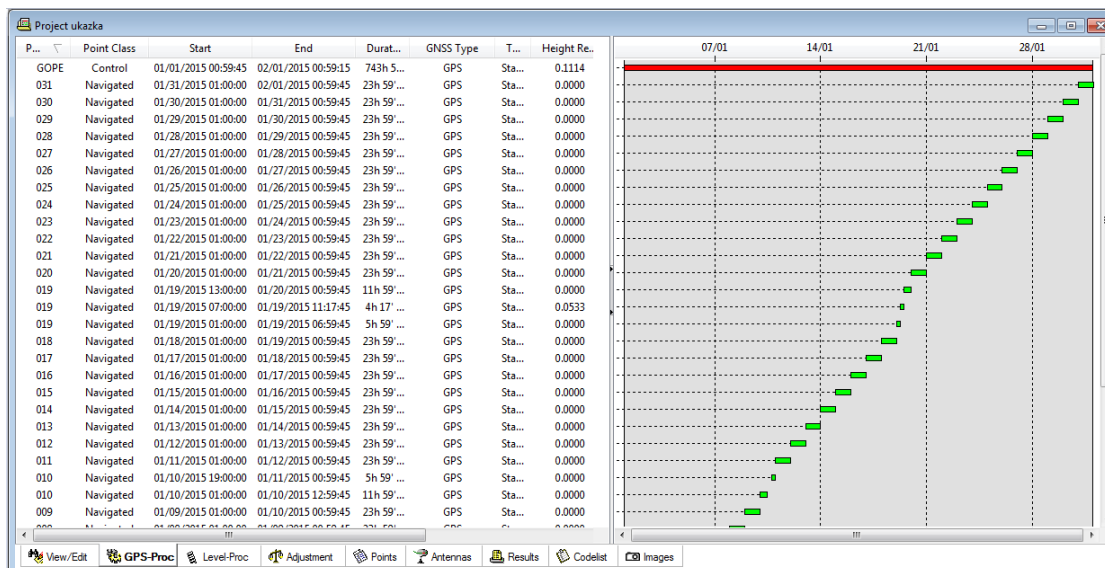 Project ukazka
P... Point Class Start End Durat... GNSS Type T... Height Re...
07/01 14/01 21/01 28/01
GOPE Control 01/01/2015 00:59:45 02/01/2015 00:59:15 743h 5... GPS Sta... 0.1114
031 Navigated 01/31/2015 01:00:00 02/01/2015 00:59:45 23h 59'... GPS Sta... 0.0000
030 Navigated 01/30/2015 01:00:00 01/31/2015 00:59:45 23h 59'... GPS Sta... 0.0000
029 Navigated 01/29/2015 01:00:00 01/30/2015 00:59:45 23h 59'... GPS Sta... 0.0000
028 Navigated 01/28/2015 01:00:00 01/29/2015 00:59:45 23h 59'... GPS Sta... 0.0000
027 Navigated 01/27/2015 01:00:00 01/28/2015 00:59:45 23h 59'... GPS Sta... 0.0000
026 Navigated 01/26/2015 01:00:00 01/27/2015 00:59:45 23h 59'... GPS Sta... 0.0000
025 Navigated 01/25/2015 01:00:00 01/26/2015 00:59:45 23h 59'... GPS Sta... 0.0000
024 Navigated 01/24/2015 01:00:00 01/25/2015 00:59:45 23h 59'... GPS Sta... 0.0000
023 Navigated 01/23/2015 01:00:00 01/24/2015 00:59:45 23h 59'... GPS Sta... 0.0000
022 Navigated 01/22/2015 01:00:00 01/23/2015 00:59:45 23h 59'... GPS Sta... 0.0000
021 Navigated 01/21/2015 01:00:00 01/22/2015 00:59:45 23h 59'... GPS Sta... 0.0000
020 Navigated 01/20/2015 01:00:00 01/21/2015 00:59:45 23h 59'... GPS Sta... 0.0000
019 Navigated 01/19/2015 13:00:00 01/20/2015 00:59:45 11h 59'... GPS Sta... 0.0000
019 Navigated 01/19/2015 07:00:00 01/19/2015 11:17:45 4h 17' ... GPS Sta... 0.0533
019 Navigated 01/19/2015 01:00:00 01/19/2015 06:59:45 5h 59' ... GPS Sta... 0.0000
018 Navigated 01/18/2015 01:00:00 01/19/2015 00:59:45 23h 59'... GPS Sta... 0.0000
017 Navigated 01/17/2015 01:00:00 01/18/2015 00:59:45 23h 59'... GPS Sta... 0.0000
016 Navigated 01/16/2015 01:00:00 01/17/2015 00:59:45 23h 59'... GPS Sta... 0.0000
015 Navigated 01/15/2015 01:00:00 01/16/2015 00:59:45 23h 59'... GPS Sta... 0.0000
014 Navigated 01/14/2015 01:00:00 01/15/2015 00:59:45 23h 59'... GPS Sta... 0.0000
013 Navigated 01/13/2015 01:00:00 01/14/2015 00:59:45 23h 59'... GPS Sta... 0.0000
012 Navigated 01/12/2015 01:00:00 01/13/2015 00:59:45 23h 59'... GPS Sta... 0.0000
011 Navigated 01/11/2015 01:00:00 01/12/2015 00:59:45 23h 59'... GPS Sta... 0.0000
010 Navigated 01/10/2015 19:00:00 01/11/2015 00:59:45 5h 59' ... GPS Sta... 0.0000
010 Navigated 01/10/2015 01:00:00 01/10/2015 12:59:45 11h 59'... GPS Sta... 0.0000
009 Navigated 01/09/2015 01:00:00 01/10/2015 00:59:45 23h 59'... GPS Sta... 0.0000
View/Edit GPS-Proc Level-Proc Adjustment Points Antennas Results Codelist Images